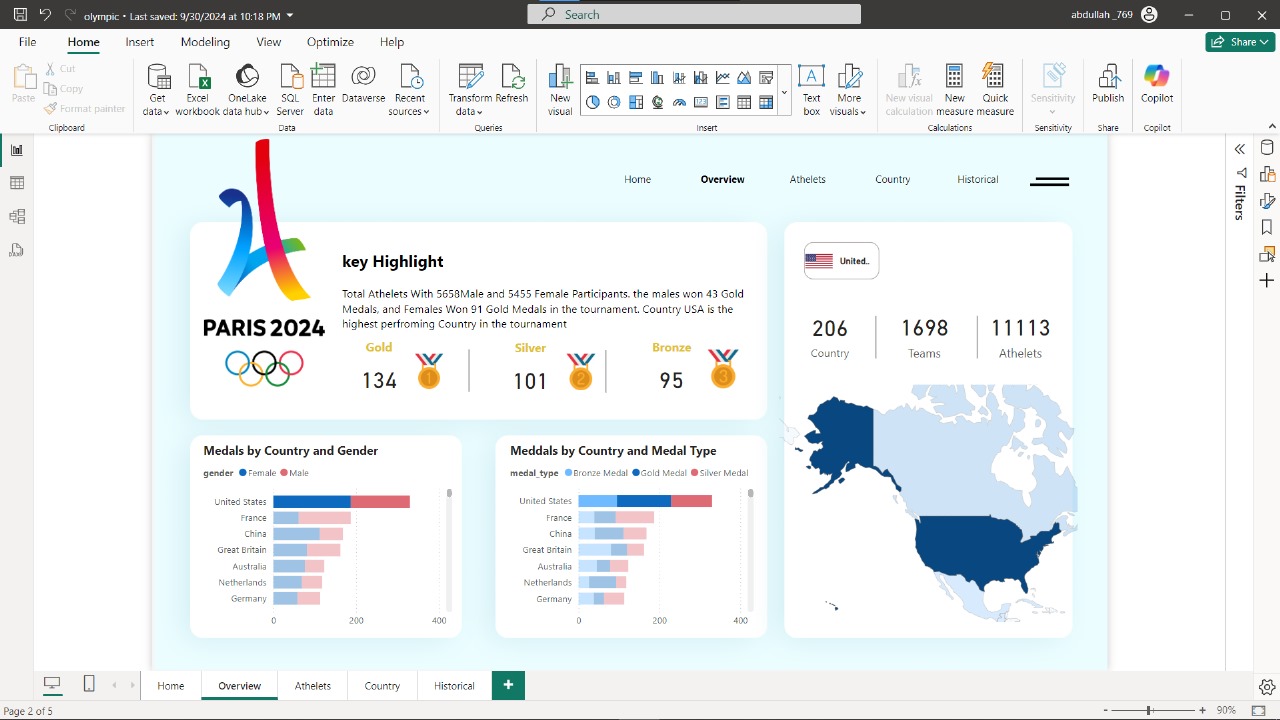 olympic • Last saved: 9/30/2024 at 10:18 PM
Search
abdullah _769
File Home Insert Modeling View Optimize Help
Share
Paste
Cut
Copy
Format painter
Clipboard
Get data
Excel workbook
OneLake data hub
SQL Server
Enter data
Dataverse
Recent sources
Data
Transform data
Refresh
Queries
New visual
123
A
Text box
More visuals
Insert
New visual calculation
New measure
Quick measure
Calculations
Sensitivity
Sensitivity
Publish
Share
Copilot
Copilot
Home Overview Athelets Country Historical
PARIS 2024
key Highlight
Total Athelets With 5658Male and 5455 Female Participants. the males won 43 Gold
Medals, and Females Won 91 Gold Medals in the tournament. Country USA is the
highest perfroming Country in the tournament
Gold
134
1
Silver
101
2
Bronze
95
3
United..
206
Country
1698
Teams
11113
Athelets
Medals by Country and Gender
gender Female Male
United States
France
China
Great Britain
Australia
Netherlands
Germany
0 200 400
Meddals by Country and Medal Type
medal_type Bronze Medal Gold Medal Silver Medal
United States
France
China
Great Britain
Australia
Netherlands
Germany
0 200 400
Filters
Home Overview Athelets Country Historical +
Page 2 of 5
- + 90%